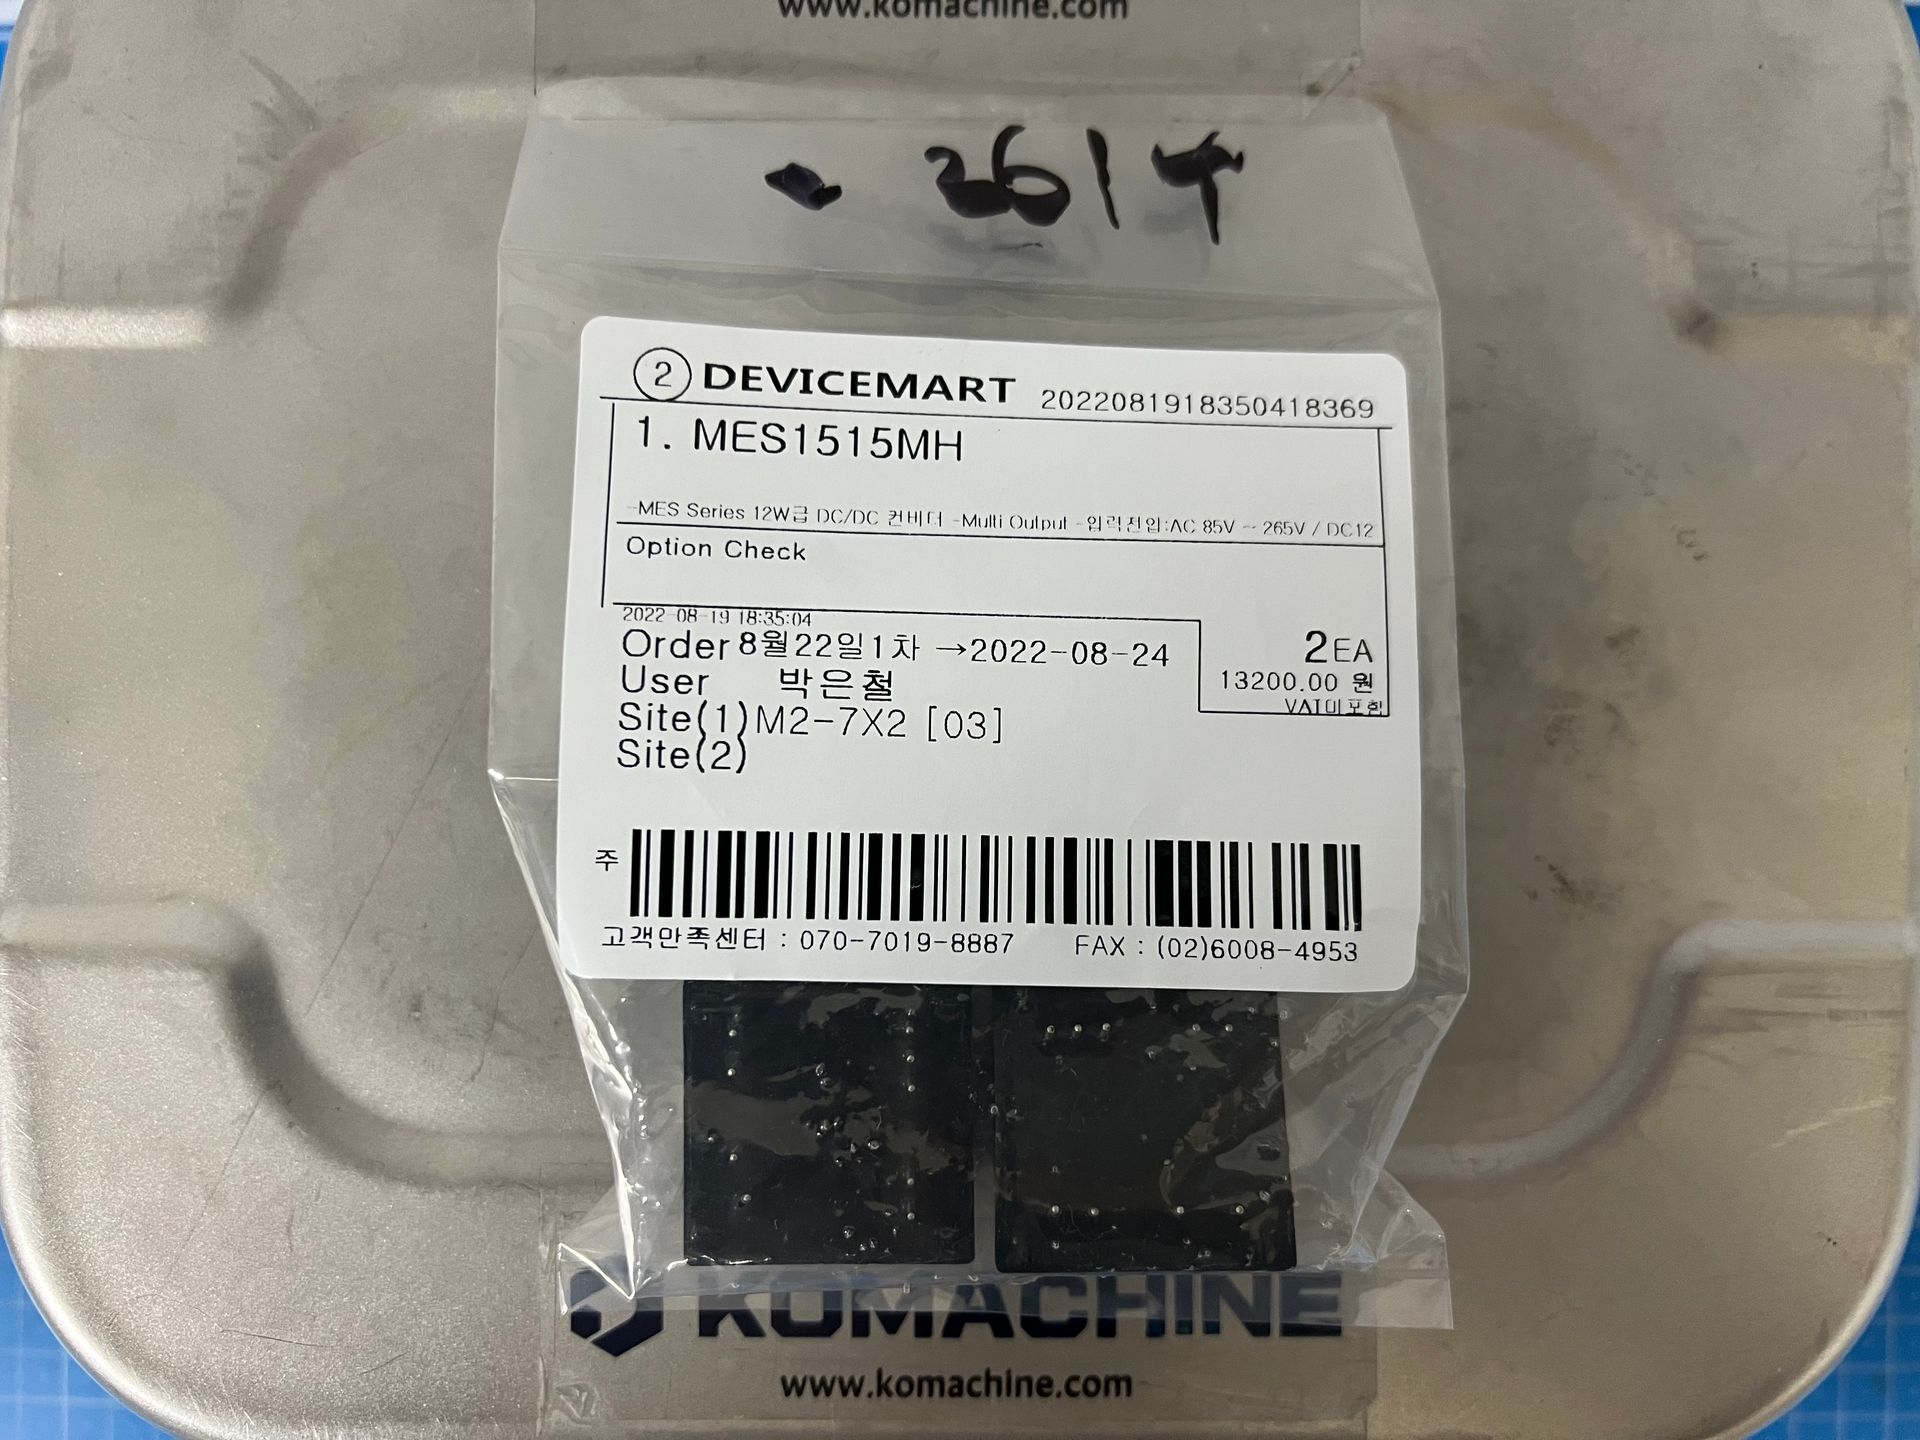 www.komachine.com
2614
2 DEVICEMART 2022081918350418369
1. MES1515MH
-MES Series 12W급 DC/DC 컨버터 -Multi Output -입력전압:AC 85V ~ 265V / DC12
Option Check
2022-08-19 18:35:04
Order 8월22일1차 →2022-08-24
2EA
User 박은철
13200.00 원
VAT미포함
Site(1) M2-7X2 [03]
Site(2)
주
고객만족센터 : 070-7019-8887 FAX : (02)6008-4953
KOMACHINE
www.komachine.com